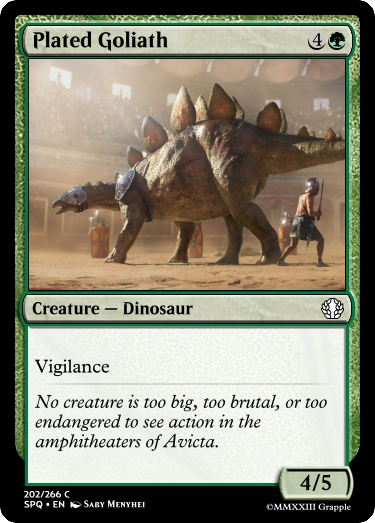 Plated Goliath 4
Creature — Dinosaur
Vigilance
No creature is too big, too brutal, or too
endangered to see action in the
amphitheaters of Avicta.
4/5
202/266 C
SPQ • EN Saby Menyhei
©MMXXIII Grapple